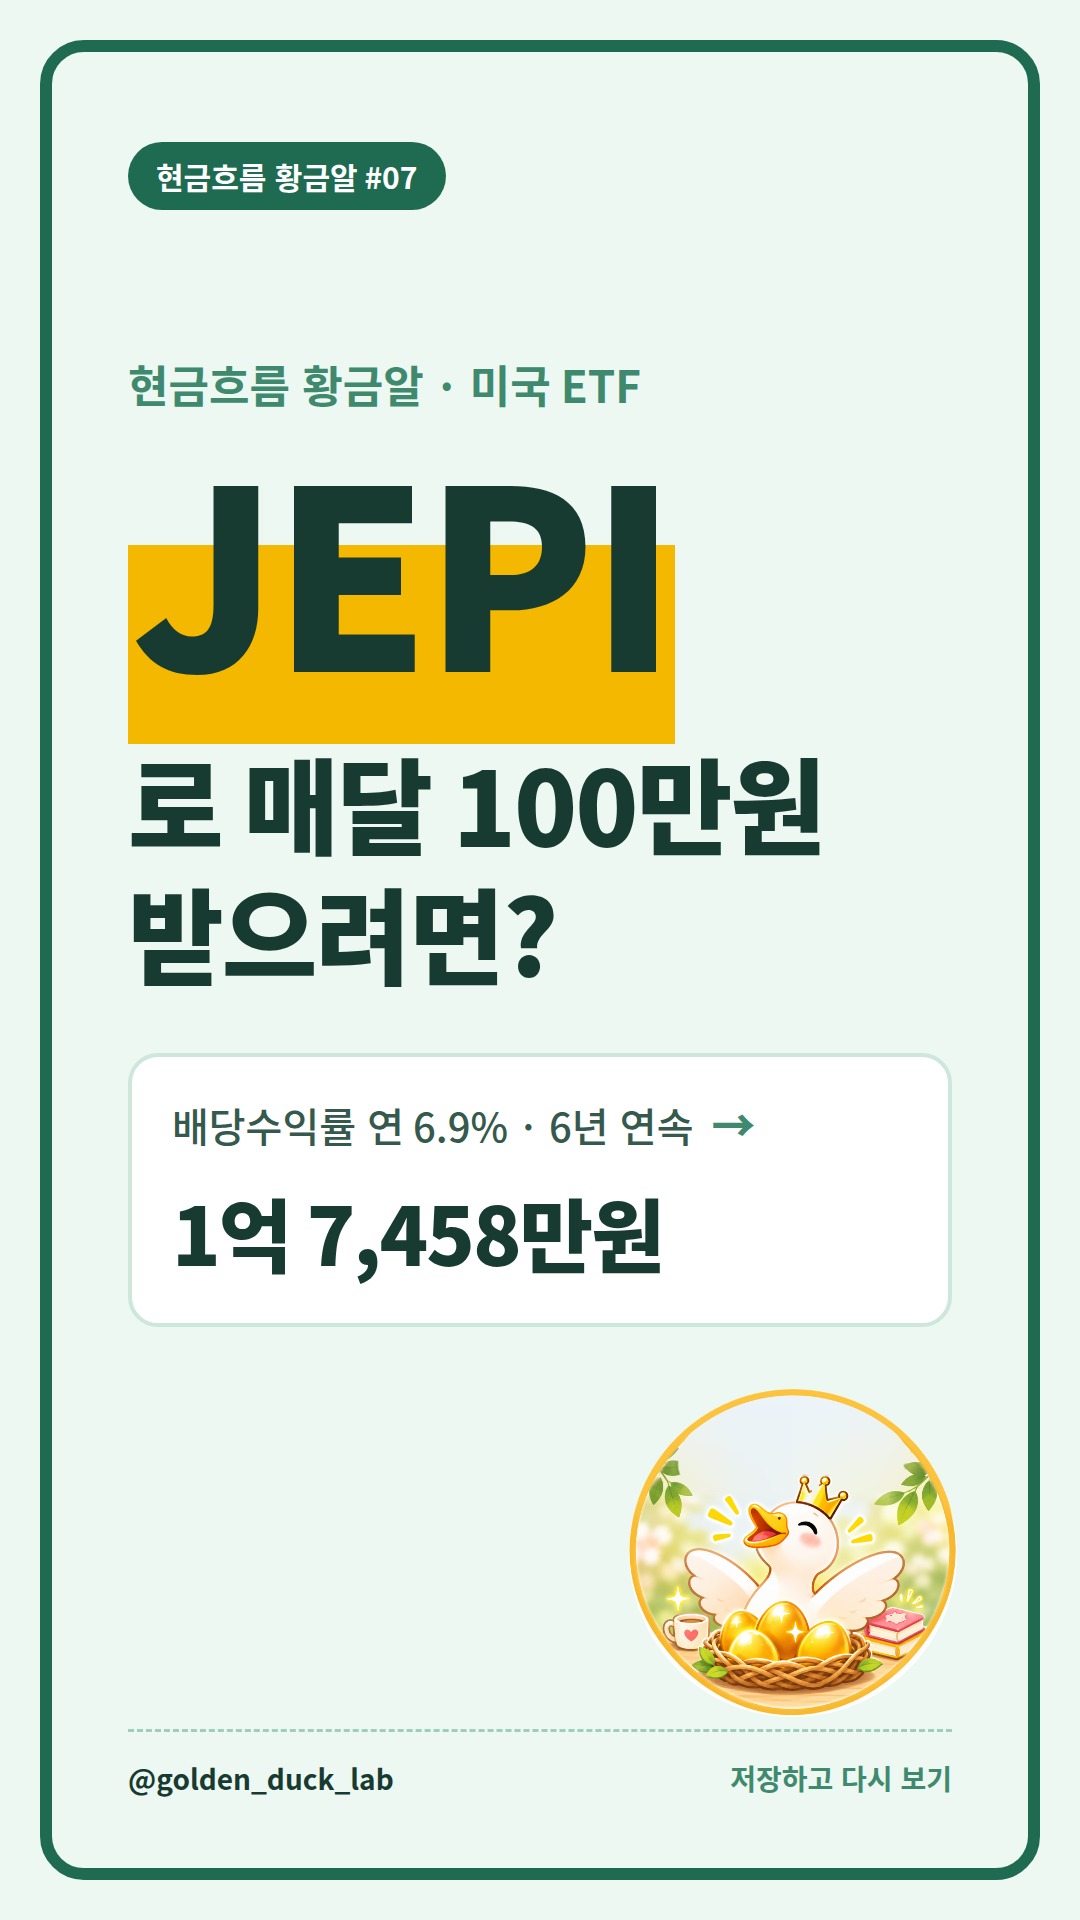 현금흐름 황금알 #07
현금흐름 황금알 · 미국 ETF
JEPI
로 매달 100만원
받으려면?
배당수익률 연 6.9% · 6년 연속 →
1억 7,458만원
@golden_duck_lab
저장하고 다시 보기